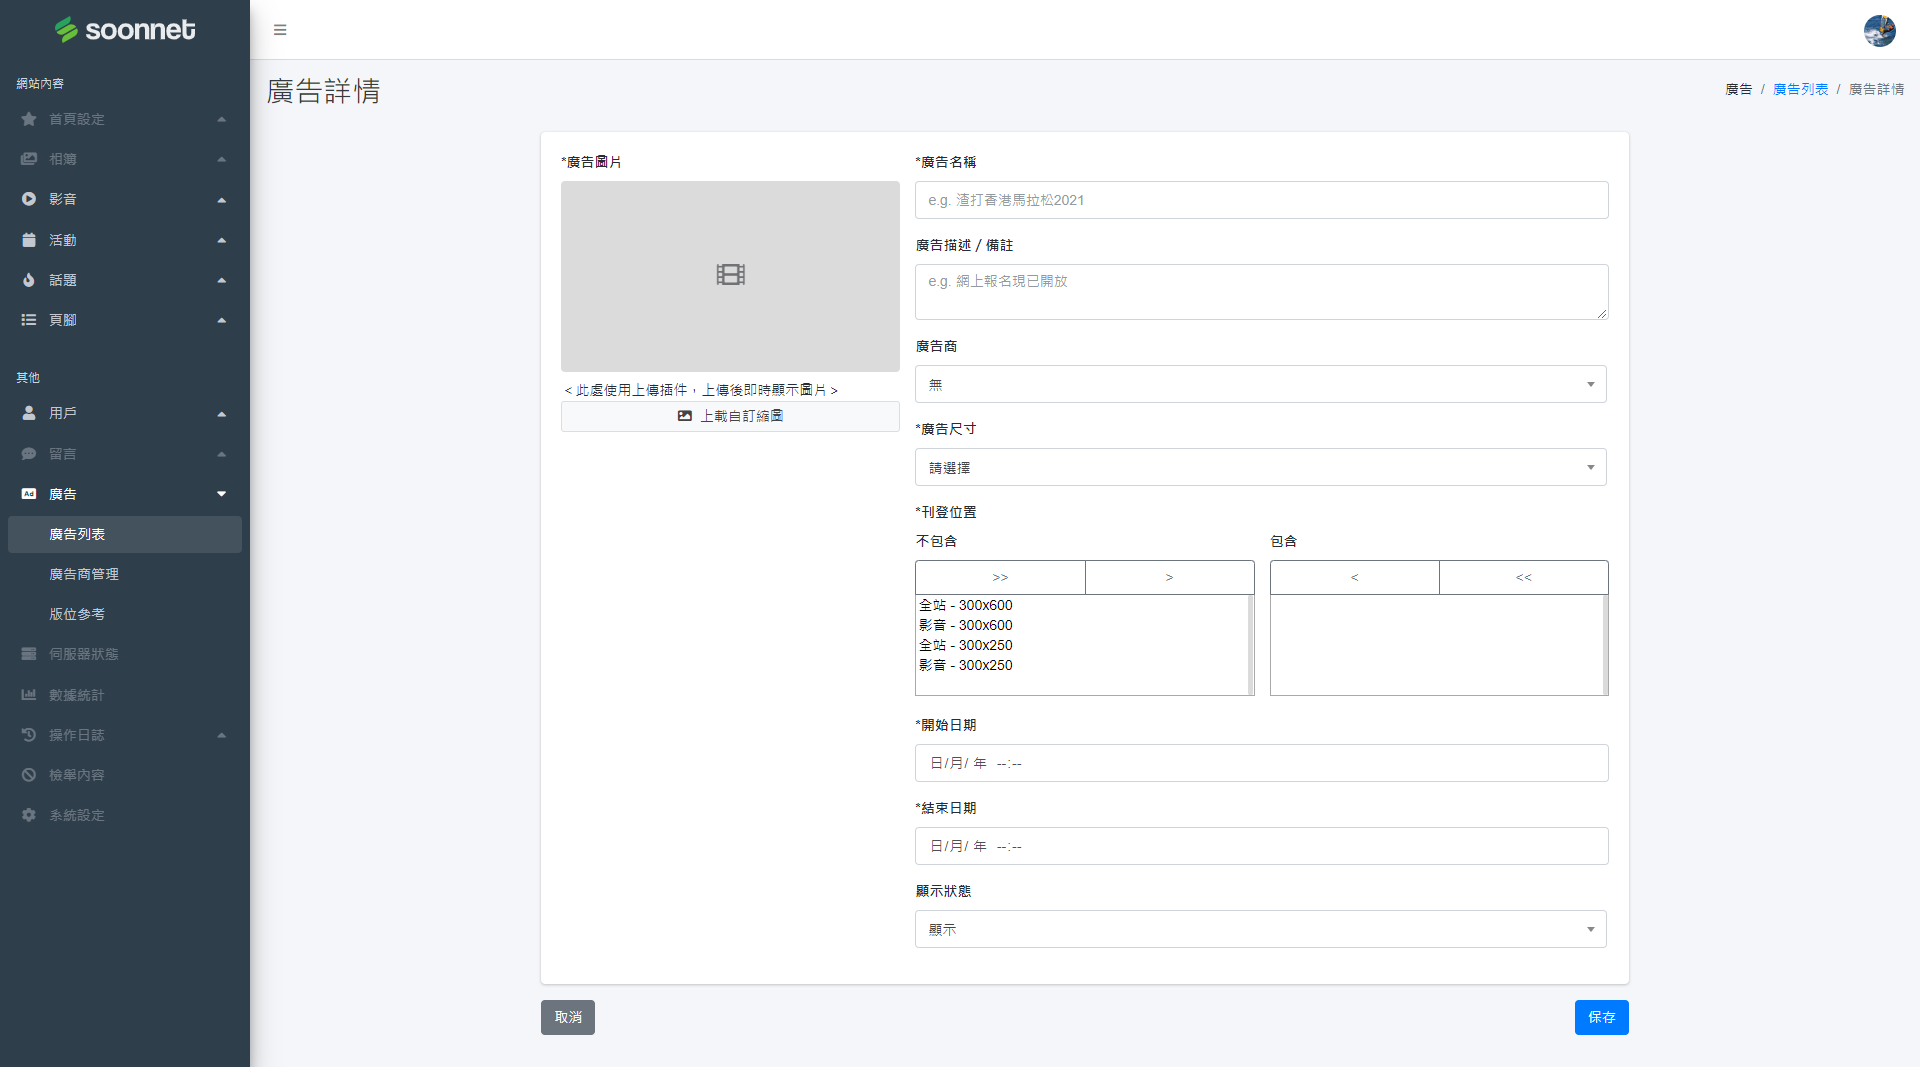 soonnet
網站內容
首頁設定
相簿
影音
活動
話題
頁腳
其他
用戶
留言
Ad 廣告
廣告列表
廣告商管理
版位參考
伺服器狀態
數據統計
操作日誌
檢舉內容
系統設定
廣告詳情
廣告 / 廣告列表 / 廣告詳情
*廣告圖片
< 此處使用上傳插件，上傳後即時顯示圖片 >
上載自訂縮圖
*廣告名稱
e.g. 渣打香港馬拉松2021
廣告描述 / 備註
e.g. 網上報名現已開放
廣告商
無
*廣告尺寸
請選擇
*刊登位置
不包含
>> >
全站 - 300x600
影音 - 300x600
全站 - 300x250
影音 - 300x250
包含
< <<
*開始日期
日/月/ 年 --:--
*結束日期
日/月/ 年 --:--
顯示狀態
顯示
取消
保存